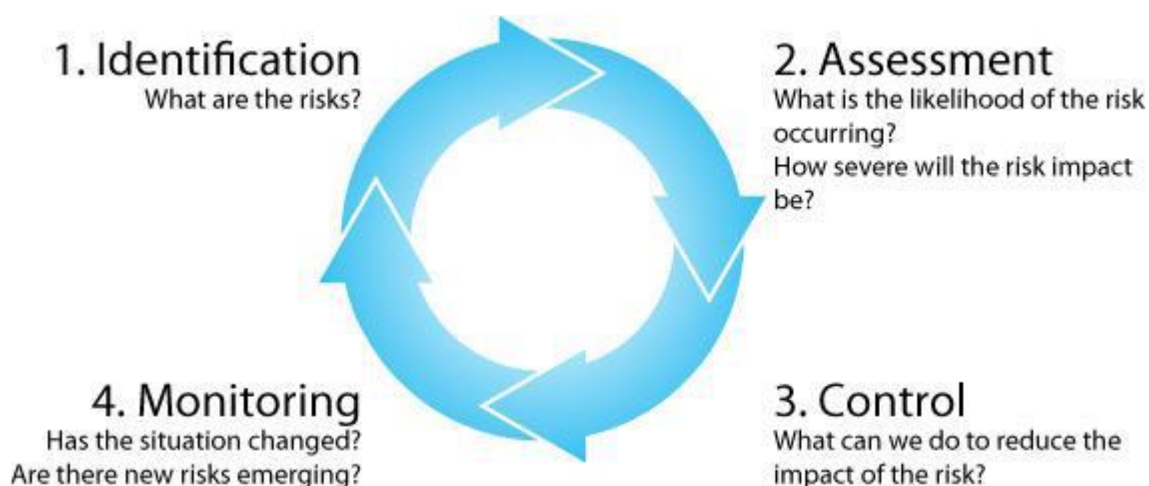 1. Identification
What are the risks?
2. Assessment
What is the likelihood of the risk
occurring?
How severe will the risk impact
be?
3. Control
What can we do to reduce the
impact of the risk?
4. Monitoring
Has the situation changed?
Are there new risks emerging?